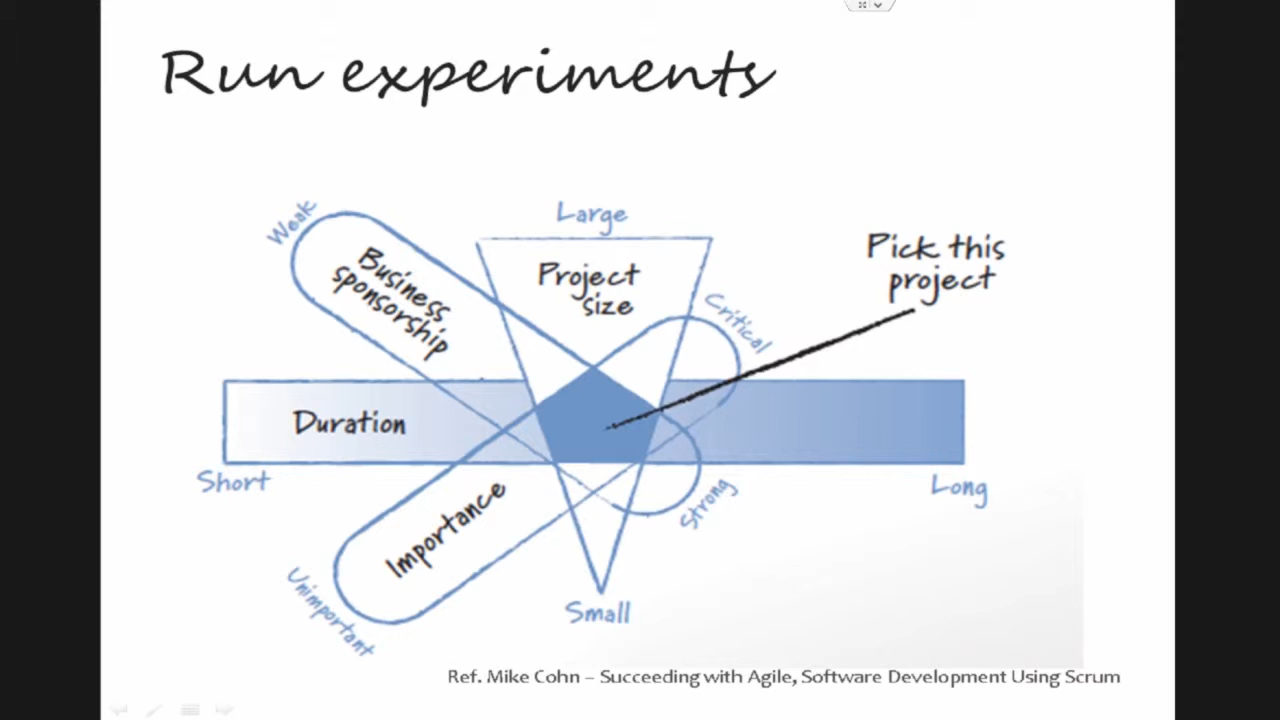 Run experiments
Weak
Large
Business
sponsorship
Project
size
Pick this
project
Critical
Duration
Short
Long
Importance
Strong
Unimportant
Small
Ref. Mike Cohn – Succeeding with Agile, Software Development Using Scrum